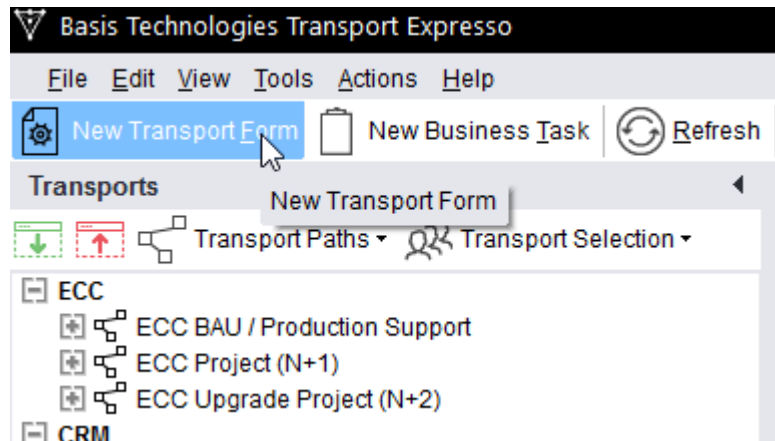 Basis Technologies Transport Expresso
File Edit View Tools Actions Help
New Transport Form New Business Task Refresh
Transports
New Transport Form
Transport Paths Transport Selection
ECC
ECC BAU / Production Support
ECC Project (N+1)
ECC Upgrade Project (N+2)
CRM